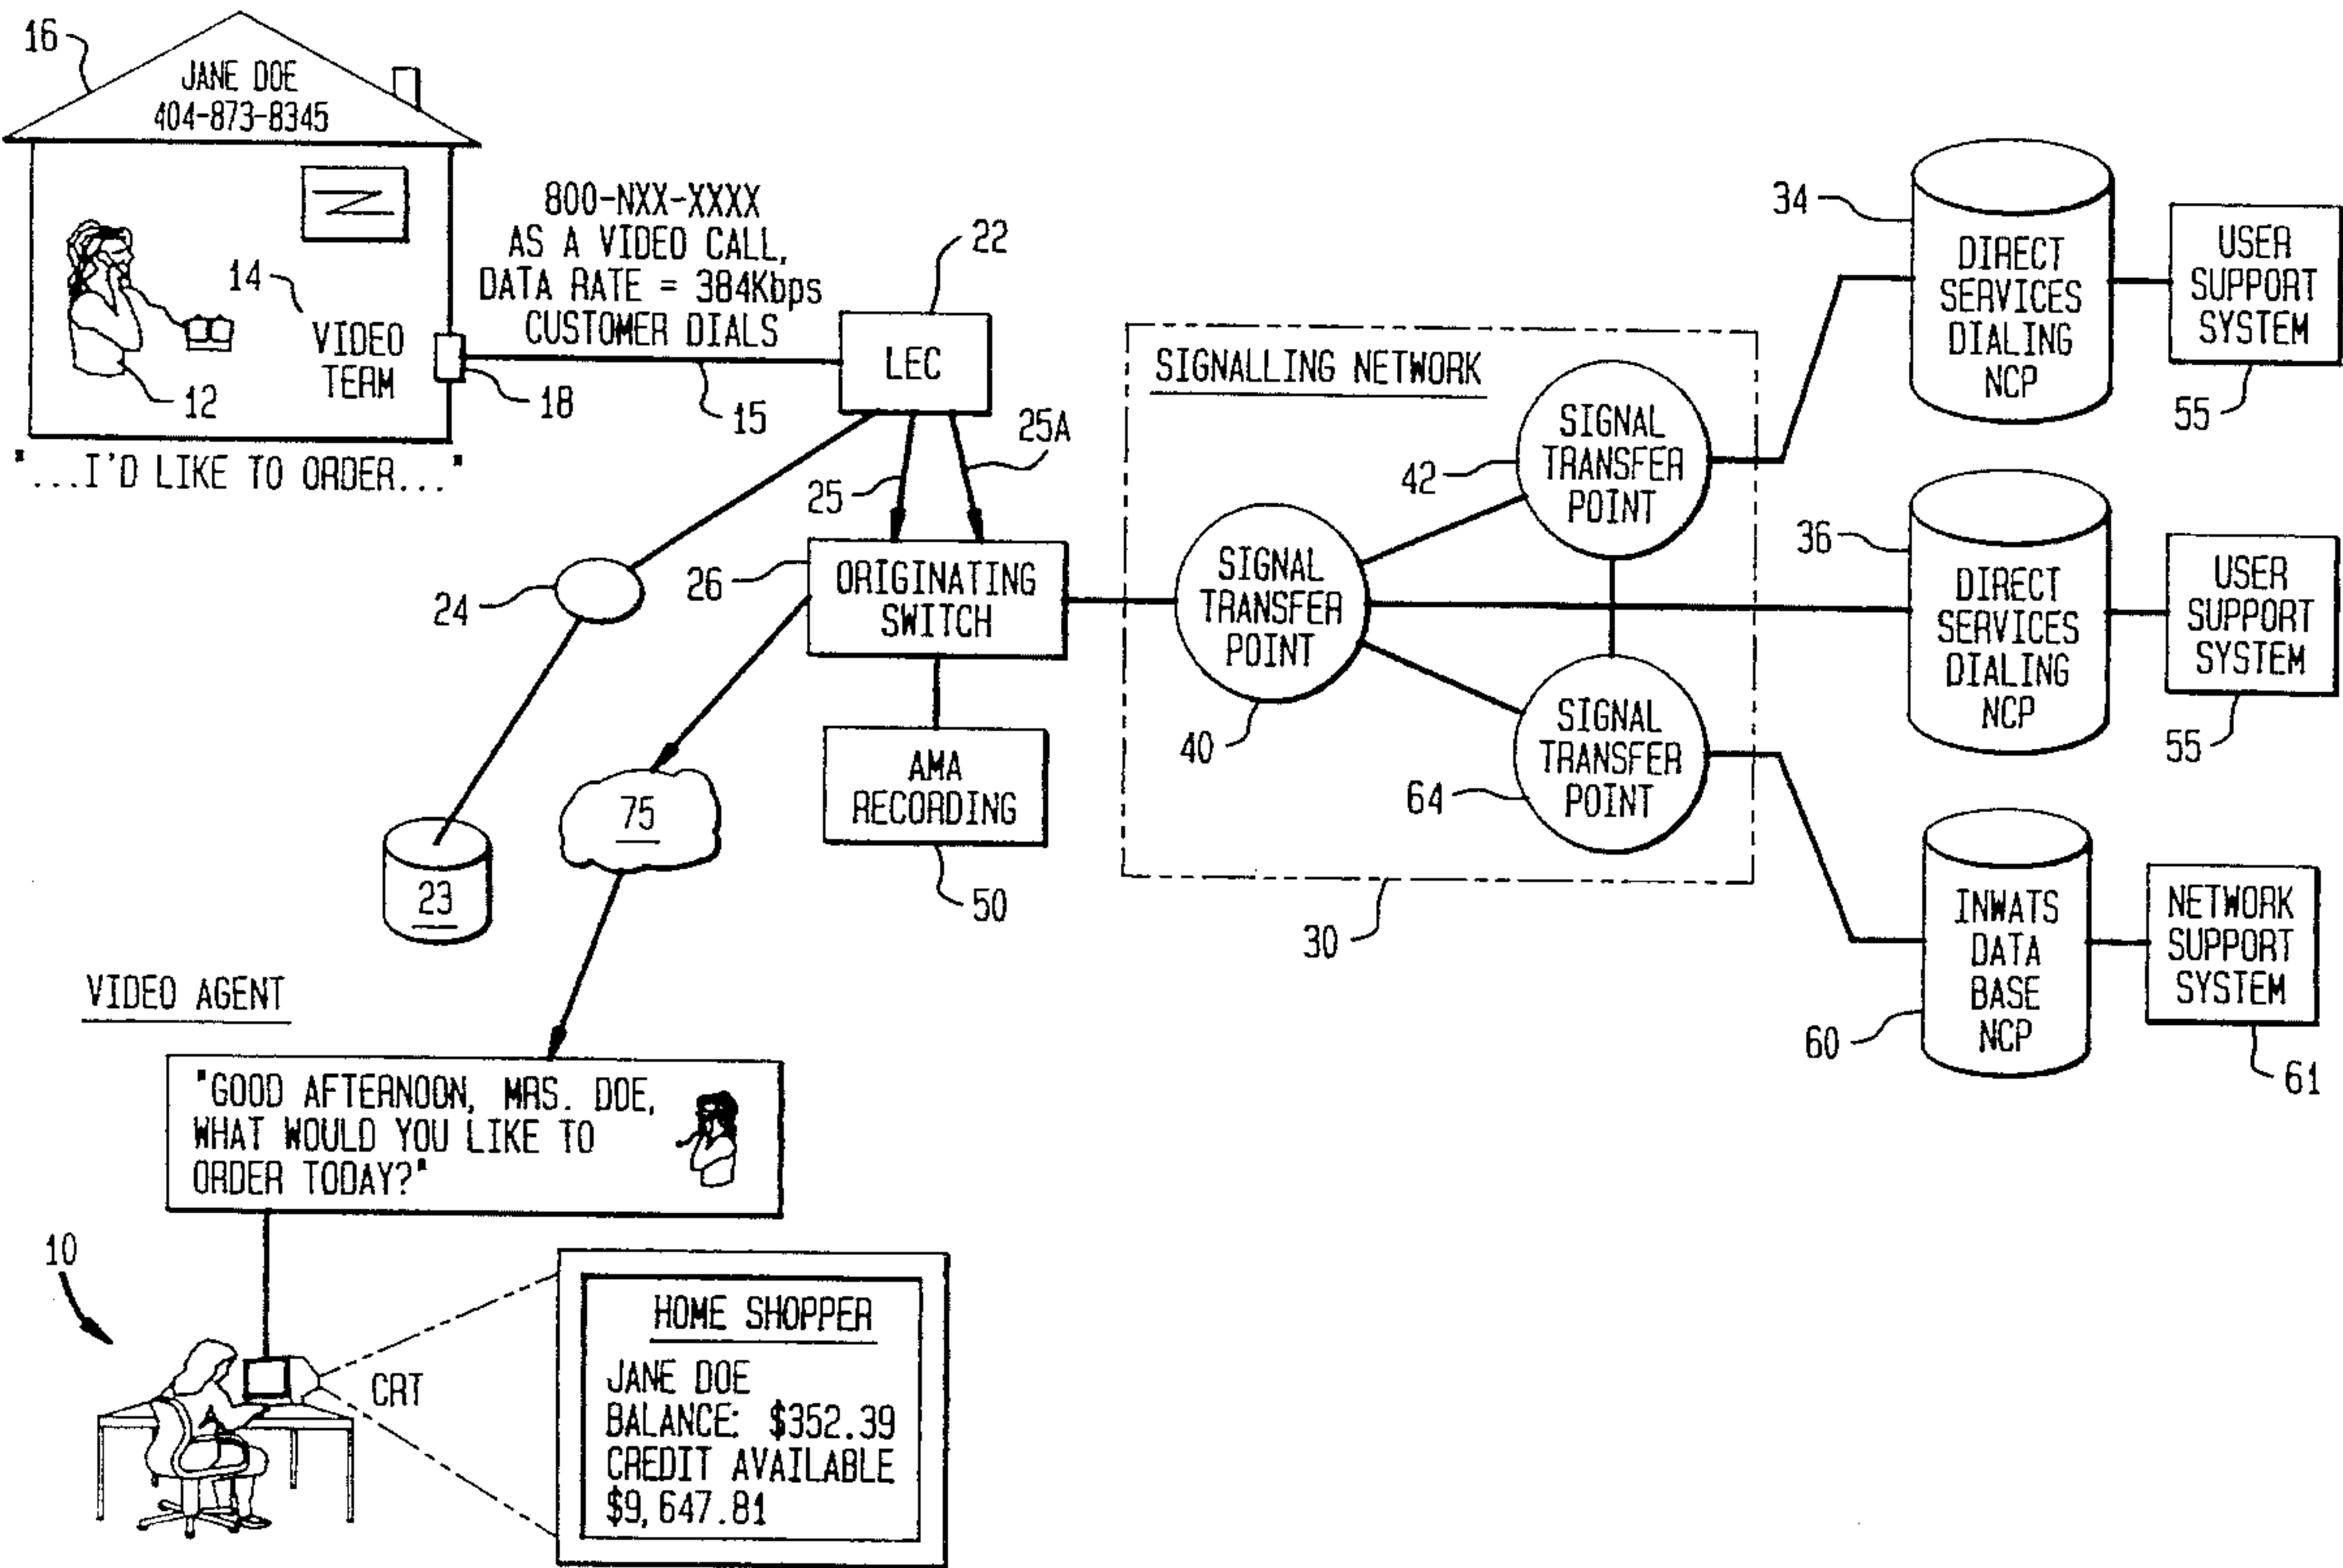 16
JANE DOE
404-873-8345
14
VIDEO
TERM
12
18
"...I'D LIKE TO ORDER..."
800-NXX-XXXX
AS A VIDEO CALL,
DATA RATE = 384Kbps
CUSTOMER DIALS
15
22
LEC
25
25A
24
23
26
ORIGINATING
SWITCH
AMA
RECORDING
50
75
SIGNALLING NETWORK
SIGNAL
TRANSFER
POINT
40
42
SIGNAL
TRANSFER
POINT
64
SIGNAL
TRANSFER
POINT
30
34
DIRECT
SERVICES
DIALING
NCP
USER
SUPPORT
SYSTEM
55
36
DIRECT
SERVICES
DIALING
NCP
USER
SUPPORT
SYSTEM
55
60
INWATS
DATA
BASE
NCP
NETWORK
SUPPORT
SYSTEM
61
VIDEO AGENT
"GOOD AFTERNOON, MRS. DOE,
WHAT WOULD YOU LIKE TO
ORDER TODAY?"
10
CRT
HOME SHOPPER
JANE DOE
BALANCE: $352.39
CREDIT AVAILABLE
$9,647.81